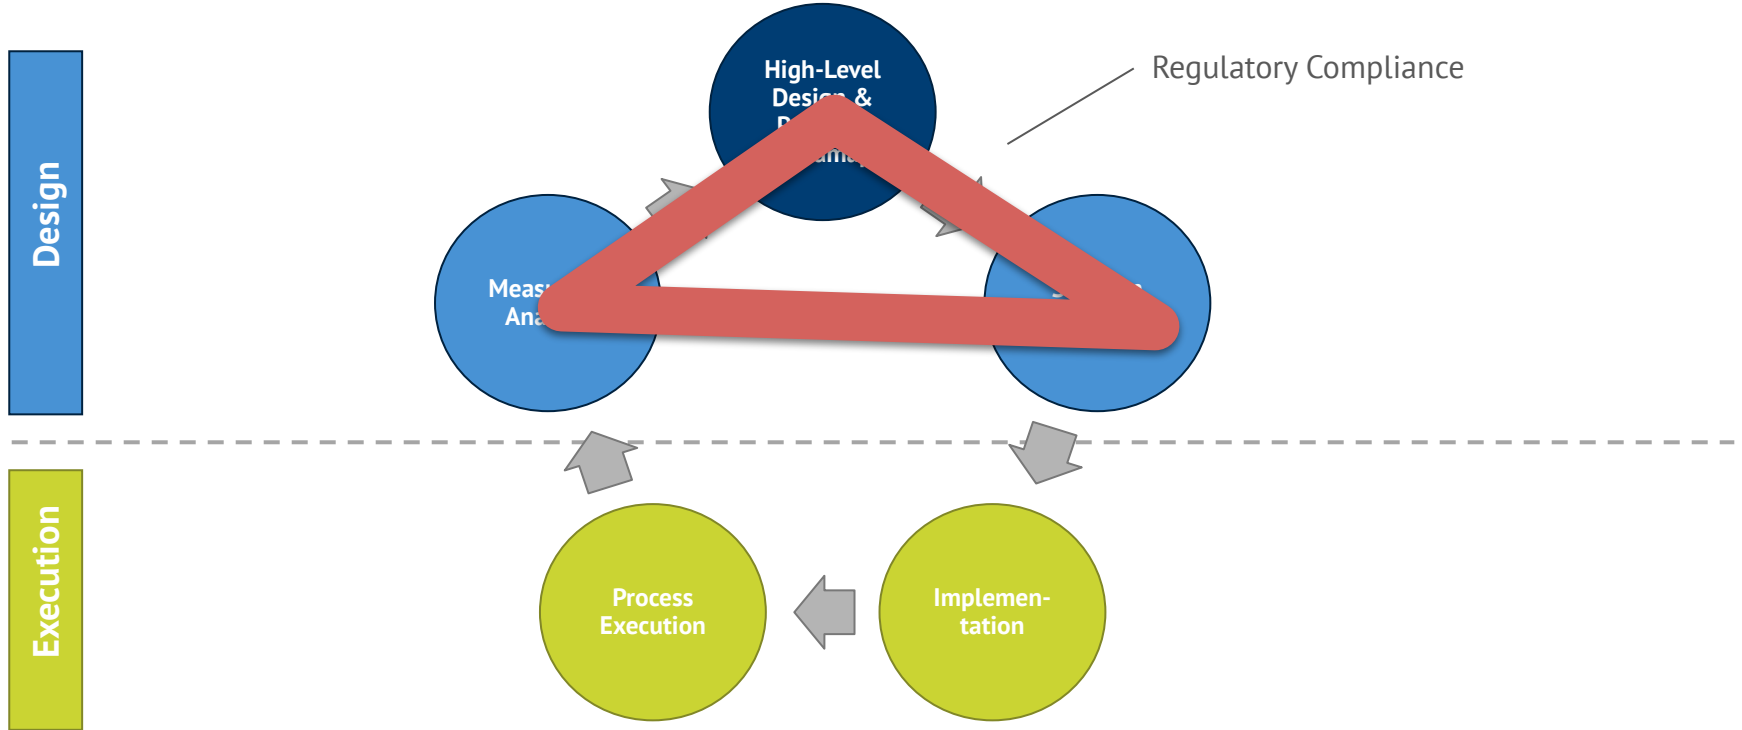 Design
High-Level
Design &
Regulatory Compliance
Execution
Process
Execution
Implemen-
tation